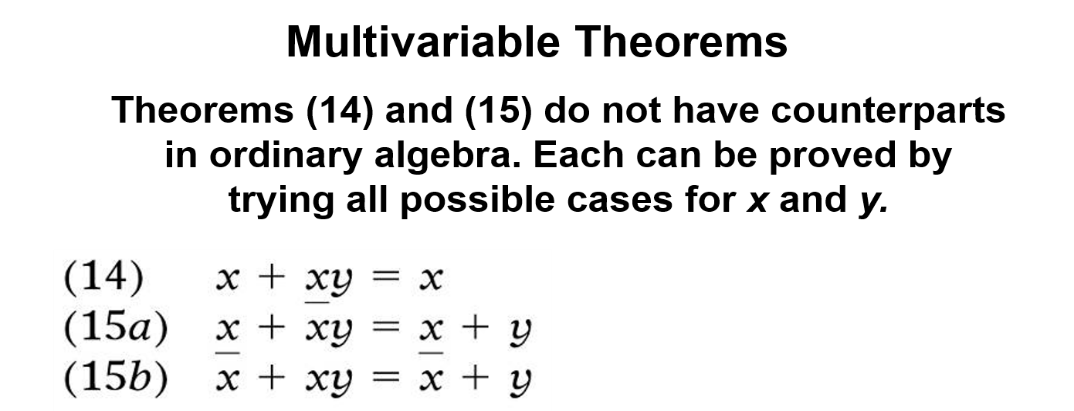 Multivariable Theorems
Theorems (14) and (15) do not have counterparts
in ordinary algebra. Each can be proved by
trying all possible cases for x and y.
(14) x + xy = x
(15a) x + x̅y = x + y
(15b) x̅ + xy = x̅ + y